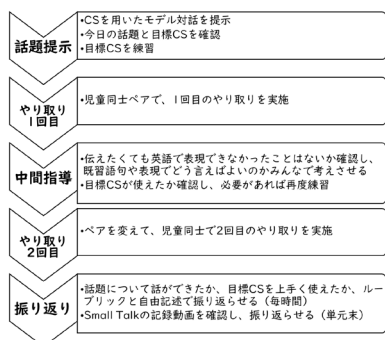 話題提示
•CSを用いたモデル対話を提示
•今日の話題と目標CSを確認
•目標CSを練習
やり取り
1回目
•児童同士ペアで、1回目のやり取りを実施
中間指導
•伝えたくても英語で表現できなかったことはないか確認し、
既習語句や表現でどう言えばよいのかみんなで考えさせる
•目標CSが使えたか確認し、必要があれば再度練習
やり取り
2回目
•ペアを変えて、児童同士で2回目のやり取りを実施
振り返り
•話題について話ができたか、目標CSを上手く使えたか、ルー
ブリックと自由記述で振り返らせる（毎時間）
•Small Talkの記録動画を確認し、振り返らせる（単元末）